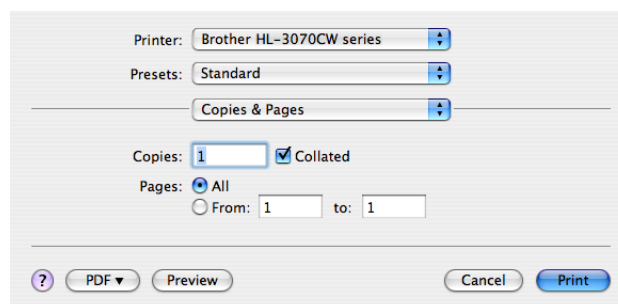 Printer: Brother HL-3070CW series
Presets: Standard
Copies & Pages
Copies: 1 Collated
Pages: All
From: 1 to: 1
? PDF ▼ Preview Cancel Print